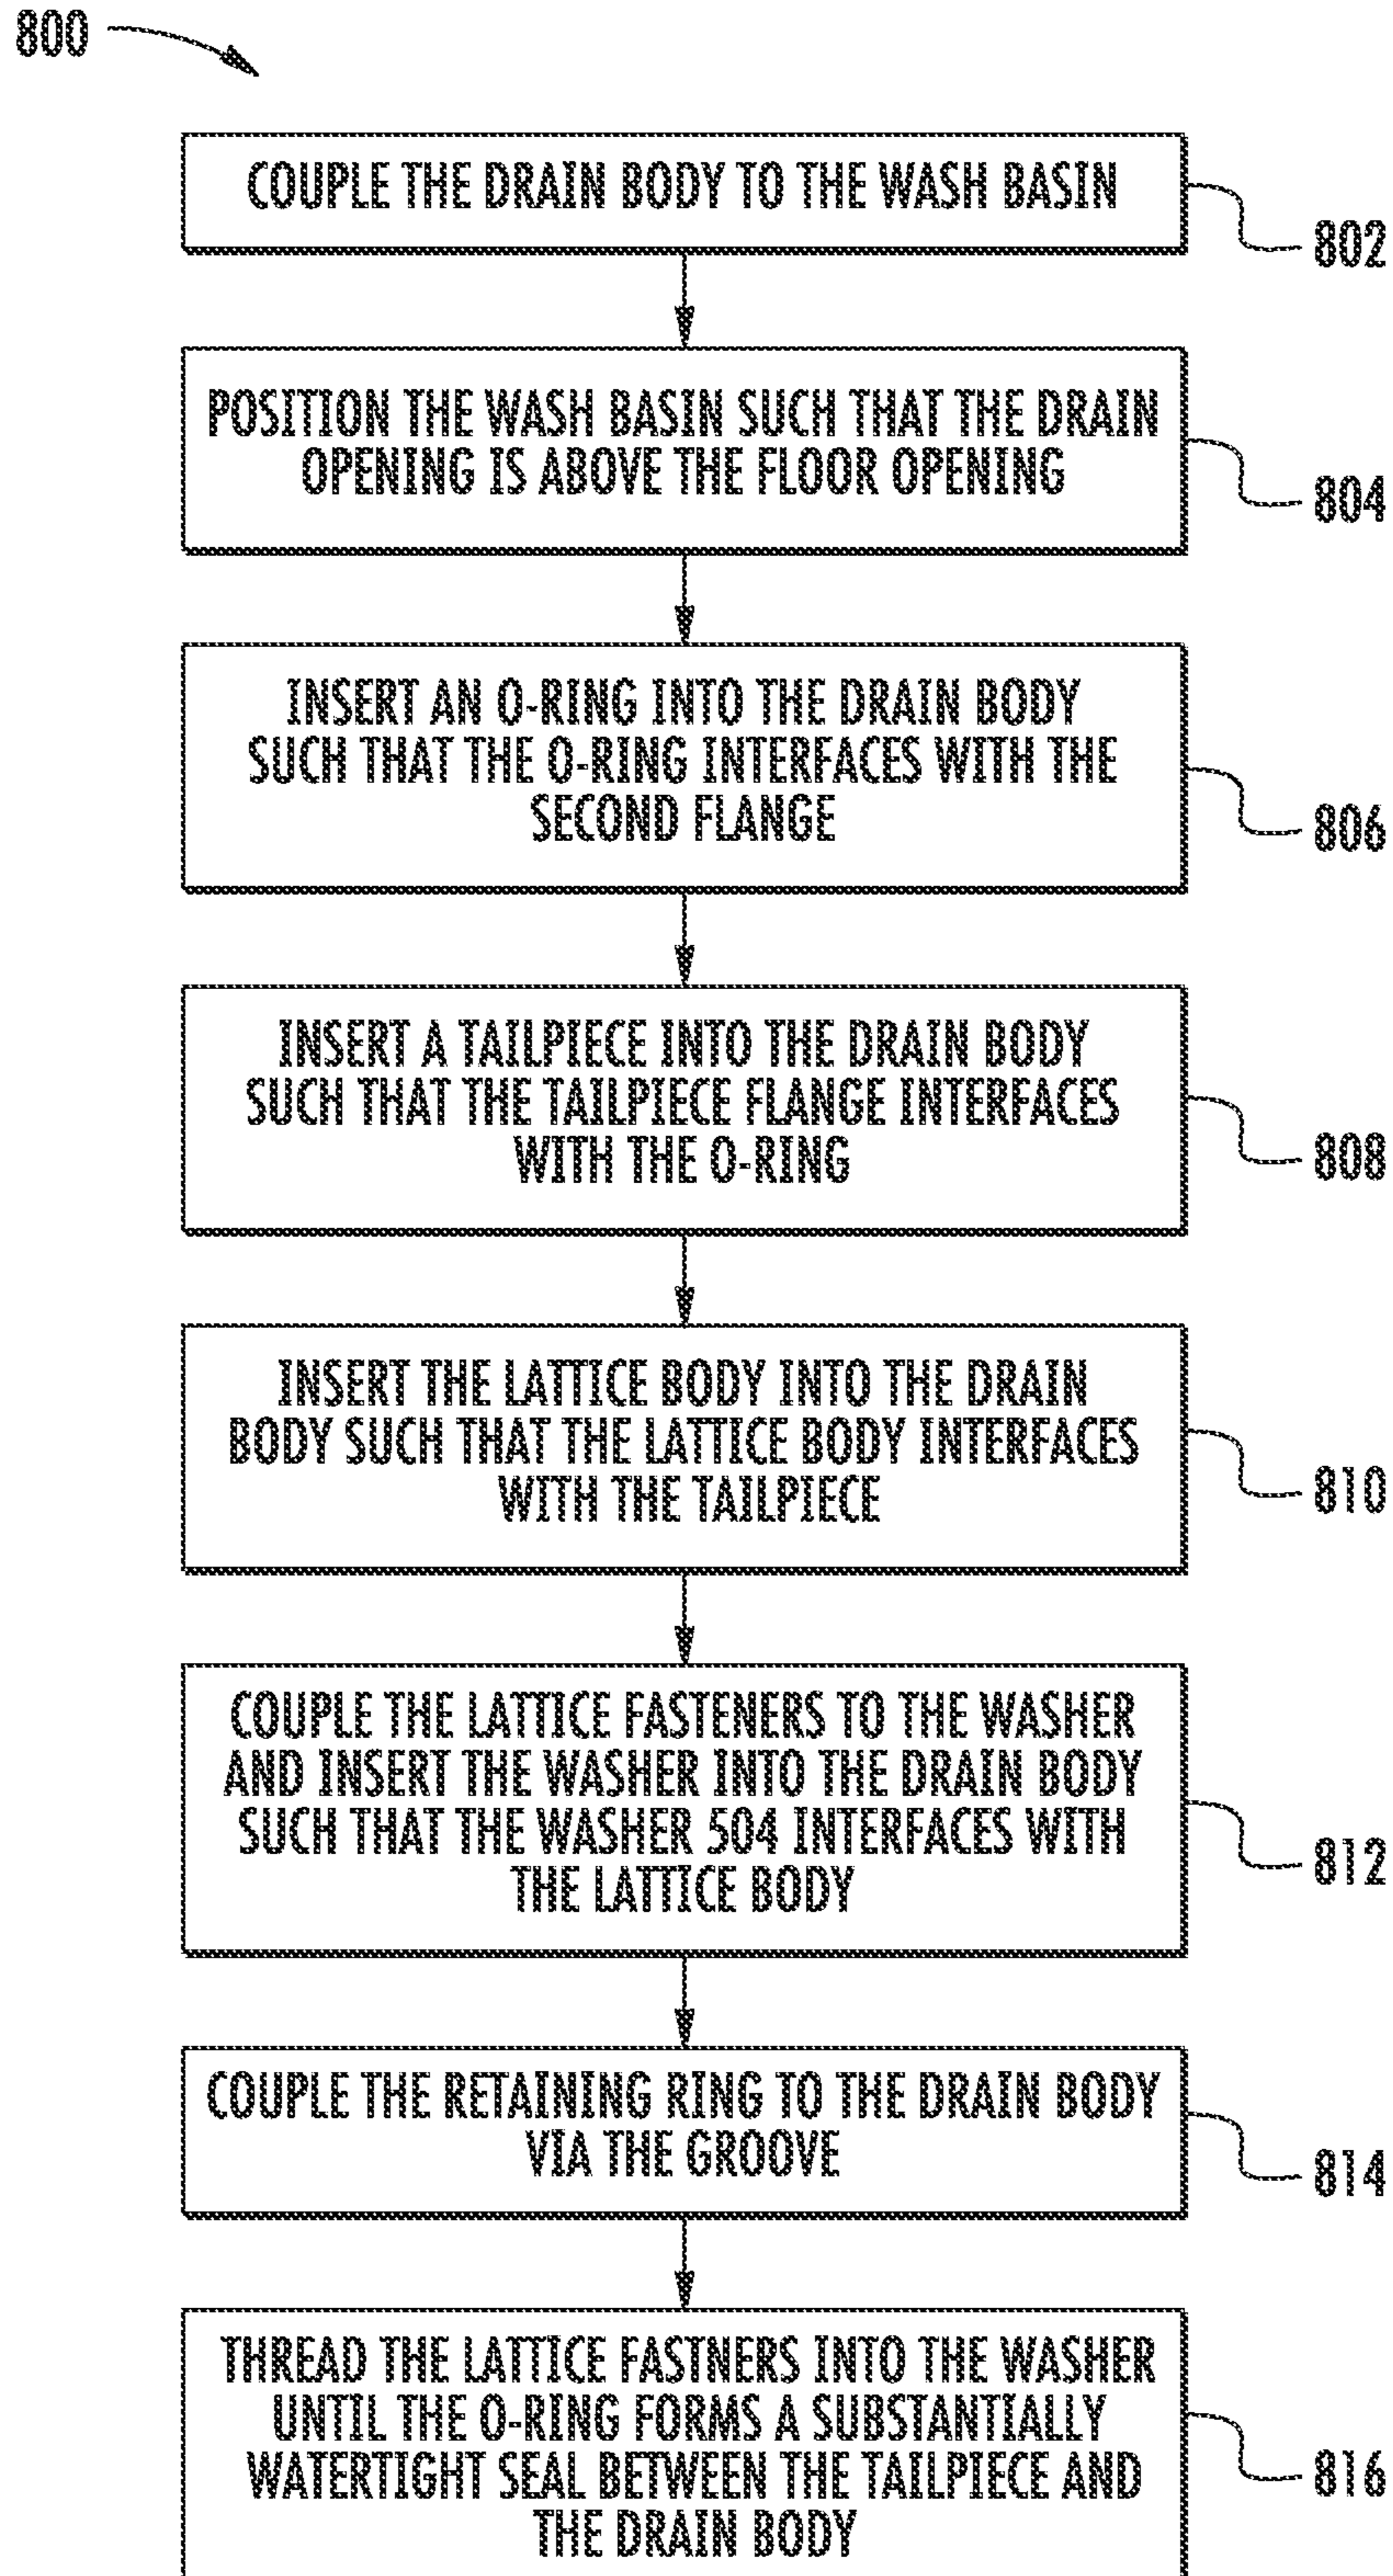 800
COUPLE THE DRAIN BODY TO THE WASH BASIN
802
POSITION THE WASH BASIN SUCH THAT THE DRAIN
OPENING IS ABOVE THE FLOOR OPENING
804
INSERT AN O-RING INTO THE DRAIN BODY
SUCH THAT THE O-RING INTERFACES WITH THE
SECOND FLANGE
806
INSERT A TAILPIECE INTO THE DRAIN BODY
SUCH THAT THE TAILPIECE FLANGE INTERFACES
WITH THE O-RING
808
INSERT THE LATTICE BODY INTO THE DRAIN
BODY SUCH THAT THE LATTICE BODY INTERFACES
WITH THE TAILPIECE
810
COUPLE THE LATTICE FASTENERS TO THE WASHER
AND INSERT THE WASHER INTO THE DRAIN BODY
SUCH THAT THE WASHER 504 INTERFACES WITH
THE LATTICE BODY
812
COUPLE THE RETAINING RING TO THE DRAIN BODY
VIA THE GROOVE
814
THREAD THE LATTICE FASTNERS INTO THE WASHER
UNTIL THE O-RING FORMS A SUBSTANTIALLY
WATERTIGHT SEAL BETWEEN THE TAILPIECE AND
THE DRAIN BODY
816